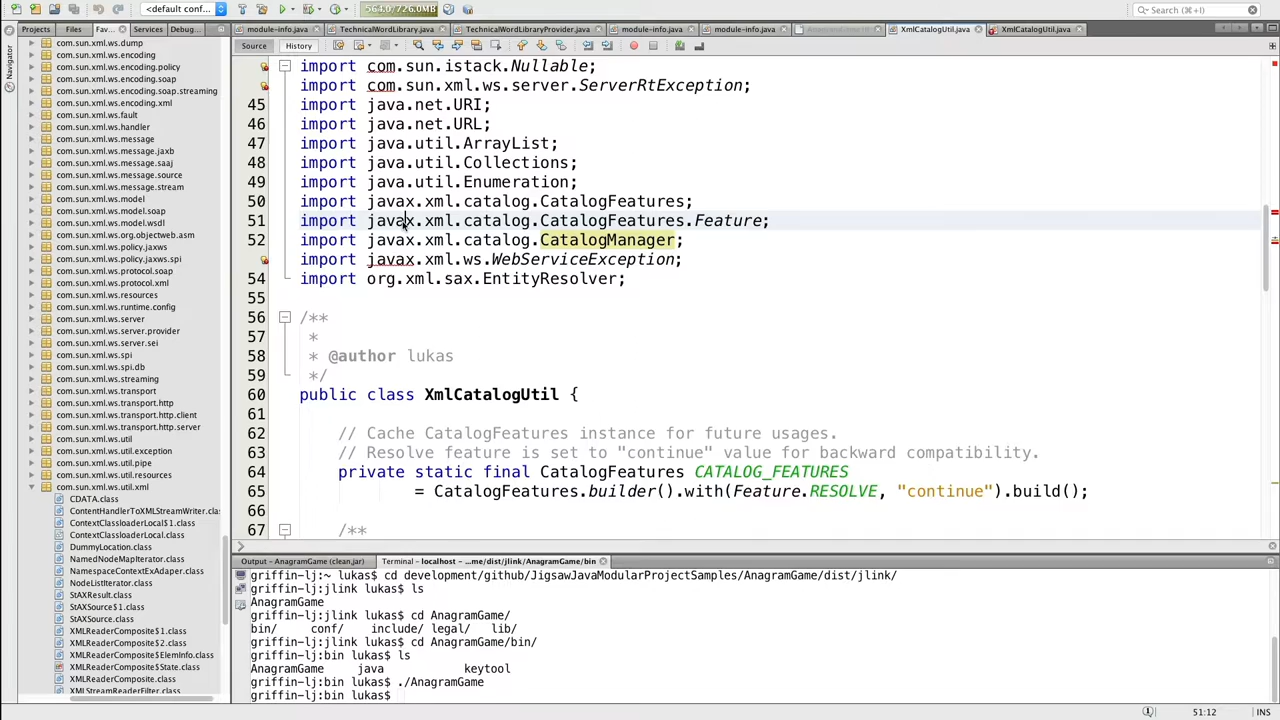 <default conf...
564.0/726.0MB
Search (⌘+I)
Projects
Files
Fav...
Services
Debug...
module-info.java
TechnicalWordLibrary.java
TechnicalWordLibraryProvider.java
module-info.java
module-info.java
XmlCatalogUtil.java
XmlCatalogUtil.java
Navigator
Source
History
com.sun.xml.ws.dump
com.sun.xml.ws.encoding
com.sun.xml.ws.encoding.policy
com.sun.xml.ws.encoding.soap
com.sun.xml.ws.encoding.soap.streaming
com.sun.xml.ws.encoding.xml
com.sun.xml.ws.fault
com.sun.xml.ws.handler
com.sun.xml.ws.message
com.sun.xml.ws.message.jaxb
com.sun.xml.ws.message.saaj
com.sun.xml.ws.message.source
com.sun.xml.ws.message.stream
com.sun.xml.ws.model
com.sun.xml.ws.model.soap
com.sun.xml.ws.model.wsdl
com.sun.xml.ws.org.objectweb.asm
com.sun.xml.ws.policy.jaxws
com.sun.xml.ws.policy.jaxws.spi
com.sun.xml.ws.protocol.soap
com.sun.xml.ws.protocol.xml
com.sun.xml.ws.resources
com.sun.xml.ws.runtime.config
com.sun.xml.ws.server
com.sun.xml.ws.server.provider
com.sun.xml.ws.server.sei
com.sun.xml.ws.spi
com.sun.xml.ws.spi.db
com.sun.xml.ws.streaming
com.sun.xml.ws.transport
com.sun.xml.ws.transport.http
com.sun.xml.ws.transport.http.client
com.sun.xml.ws.transport.http.server
com.sun.xml.ws.util
com.sun.xml.ws.util.exception
com.sun.xml.ws.util.pipe
com.sun.xml.ws.util.resources
com.sun.xml.ws.util.xml
CDATA.class
ContentHandlerToXMLStreamWriter.clas
ContextClassloaderLocal$1.class
ContextClassloaderLocal.class
DummyLocation.class
NamedNodeMapIterator.class
NamespaceContextExAdaper.class
NodeListIterator.class
StAXResult.class
StAXSource$1.class
StAXSource.class
XMLReaderComposite$1.class
XMLReaderComposite$2.class
XMLReaderComposite$ElemInfo.class
XMLReaderComposite$State.class
XMLReaderComposite.class
XMLStreamReaderFilter.class
import com.sun.istack.Nullable;
import com.sun.xml.ws.server.ServerRtException;
45 import java.net.URI;
46 import java.net.URL;
47 import java.util.ArrayList;
48 import java.util.Collections;
49 import java.util.Enumeration;
50 import javax.xml.catalog.CatalogFeatures;
51 import javax.xml.catalog.CatalogFeatures.Feature;
52 import javax.xml.catalog.CatalogManager;
import javax.xml.ws.WebServiceException;
54 import org.xml.sax.EntityResolver;
55
56 /**
57 *
58 * @author lukas
59 */
60 public class XmlCatalogUtil {
61
62 // Cache CatalogFeatures instance for future usages.
63 // Resolve feature is set to "continue" value for backward compatibility.
64 private static final CatalogFeatures CATALOG_FEATURES
65 = CatalogFeatures.builder().with(Feature.RESOLVE, "continue").build();
66
67 /**
Output - AnagramGame (clean,jar)
Terminal - localhost - ...me/dist/jlink/AnagramGame/bin
griffin-lj:~ lukas$ cd development/github/JigsawJavaModularProjectSamples/AnagramGame/dist/jlink/
griffin-lj:jlink lukas$ ls
AnagramGame
griffin-lj:jlink lukas$ cd AnagramGame/
bin/ conf/ include/ legal/ lib/
griffin-lj:jlink lukas$ cd AnagramGame/bin/
griffin-lj:bin lukas$ ls
AnagramGame java keytool
griffin-lj:bin lukas$ ./AnagramGame
griffin-lj:bin lukas$
51:12
INS